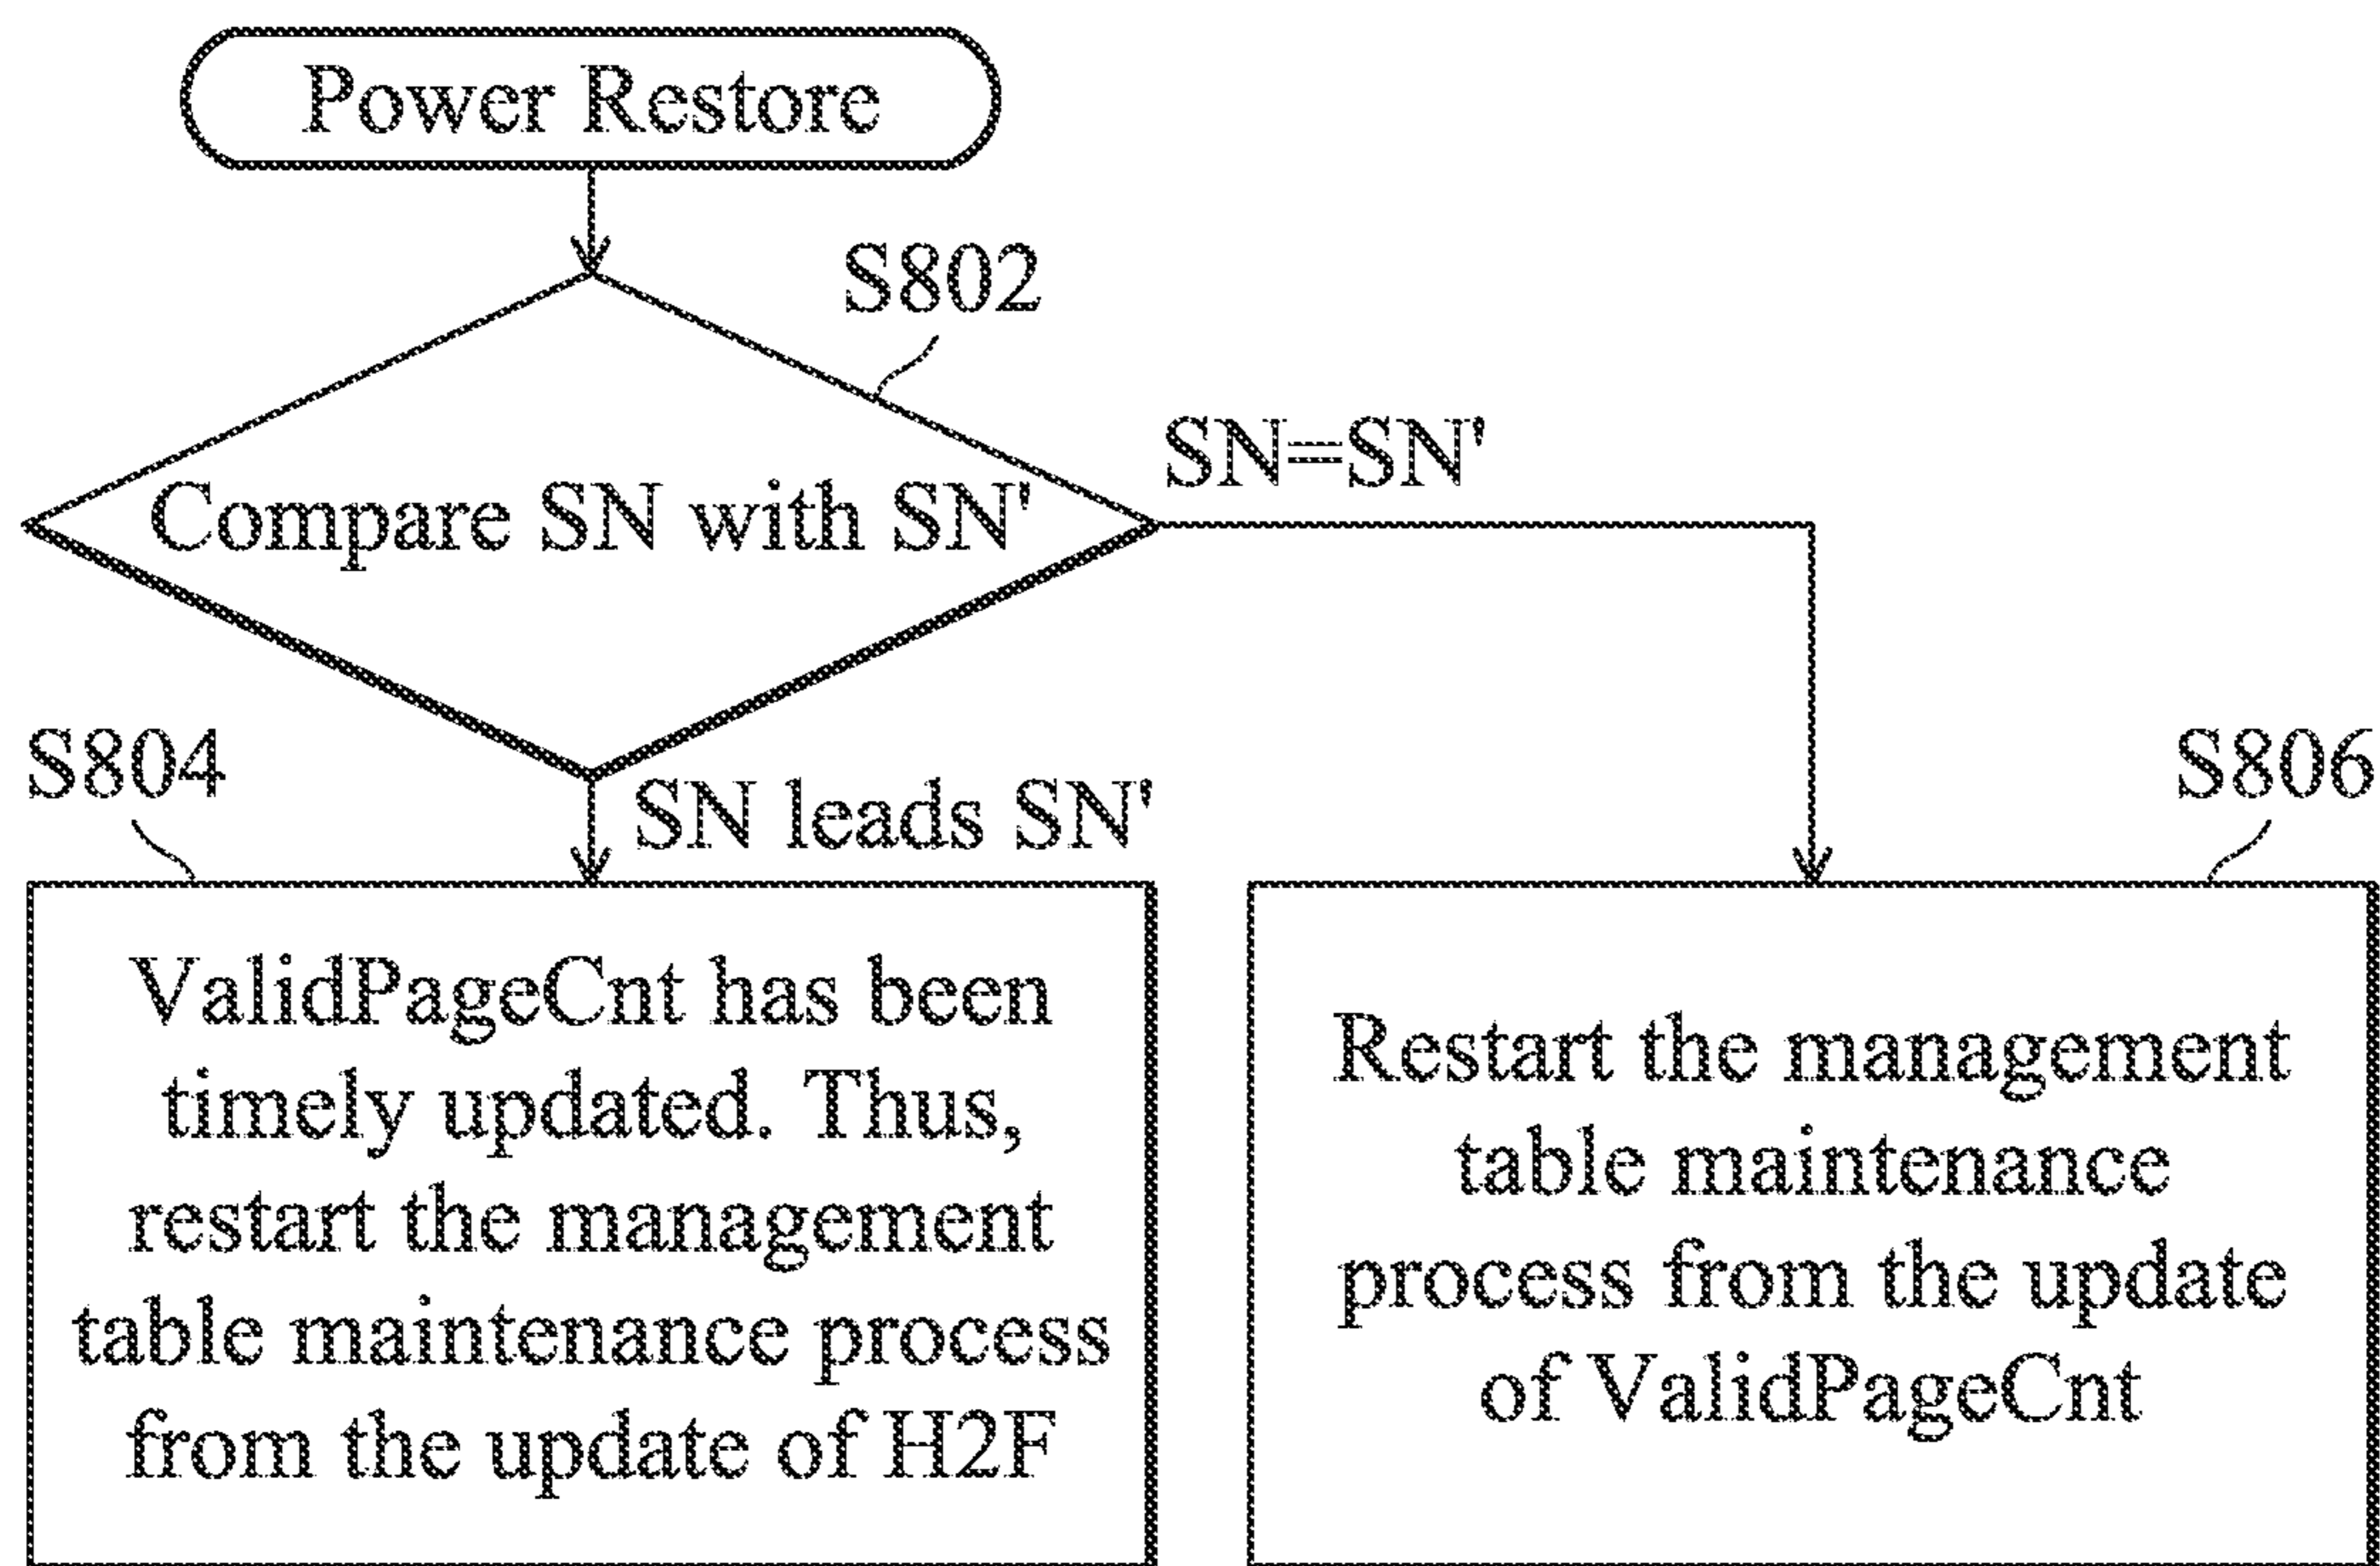 Power Restore
S802
Compare SN with SN'
SN=SN'
S804
SN leads SN'
S806
ValidPageCnt has been
timely updated. Thus,
restart the management
table maintenance process
from the update of H2F
Restart the management
table maintenance
process from the update
of ValidPageCnt